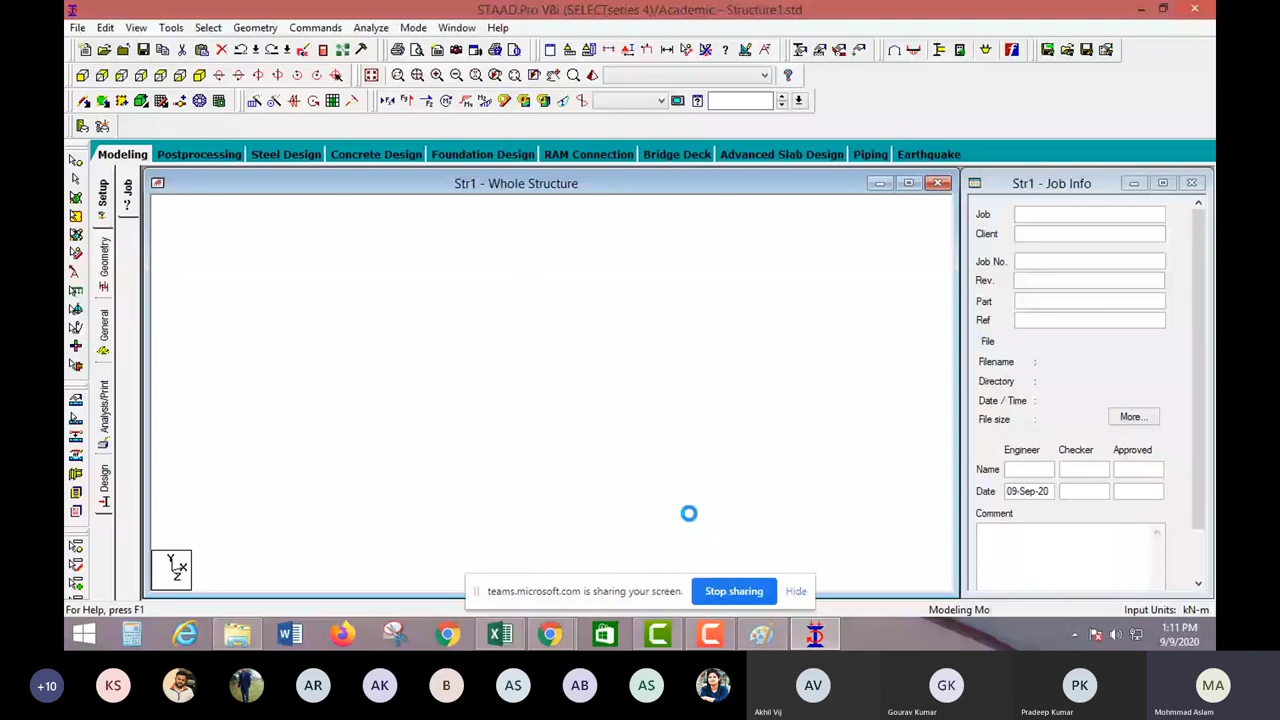 STAAD.Pro V8i (SELECTseries 4)/Academic - Structure1.std
File Edit View Tools Select Geometry Commands Analyze Mode Window Help
Modeling Postprocessing Steel Design Concrete Design Foundation Design RAM Connection Bridge Deck Advanced Slab Design Piping Earthquake
Setup
Geometry
General
Analysis/Print
Design
Job
Str1 - Whole Structure
Y
X
Z
Str1 - Job Info
Job
Client
Job No.
Rev.
Part
Ref
File
Filename :
Directory :
Date / Time :
File size :
More...
Engineer Checker Approved
Name
Date 09-Sep-20
Comment
teams.microsoft.com is sharing your screen. Stop sharing Hide
For Help, press F1 Modeling Mo Input Units: kN-m
1:11 PM
9/9/2020
+10 KS AR AK B AS AB AS AV GK PK MA
Akhil Vij Gourav Kumar Pradeep Kumar Mohmmad Aslam